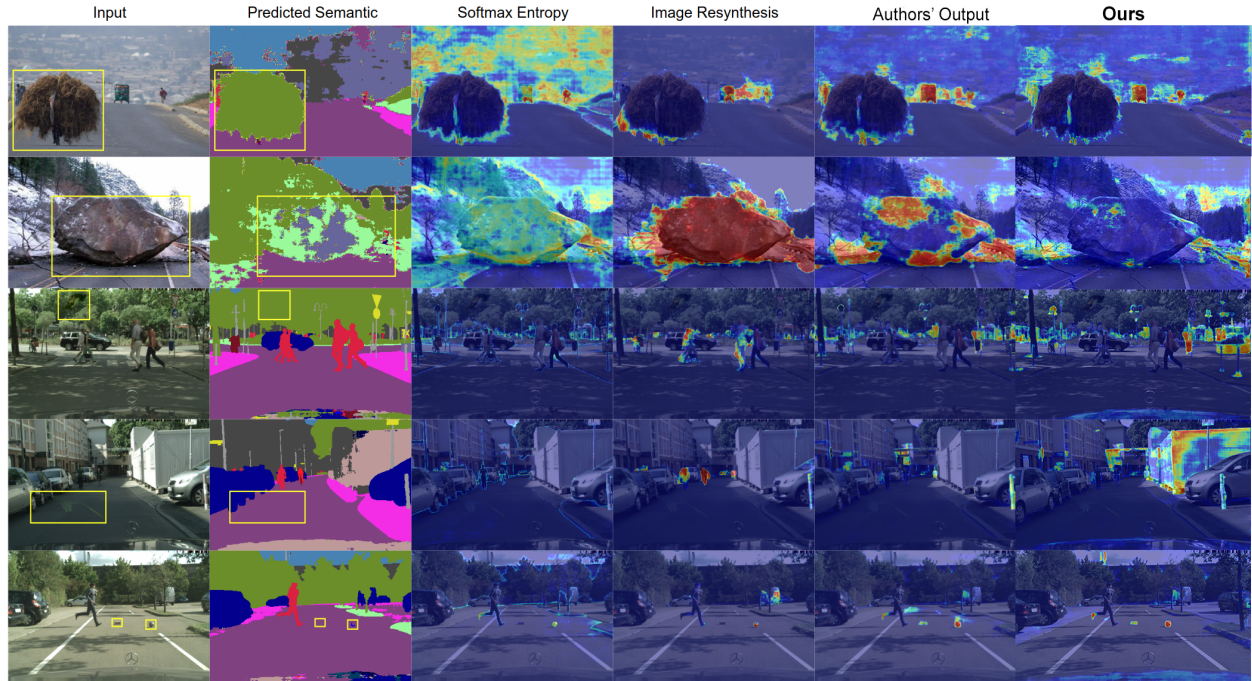 Input
Predicted Semantic
Softmax Entropy
Image Resynthesis
Authors' Output
Ours